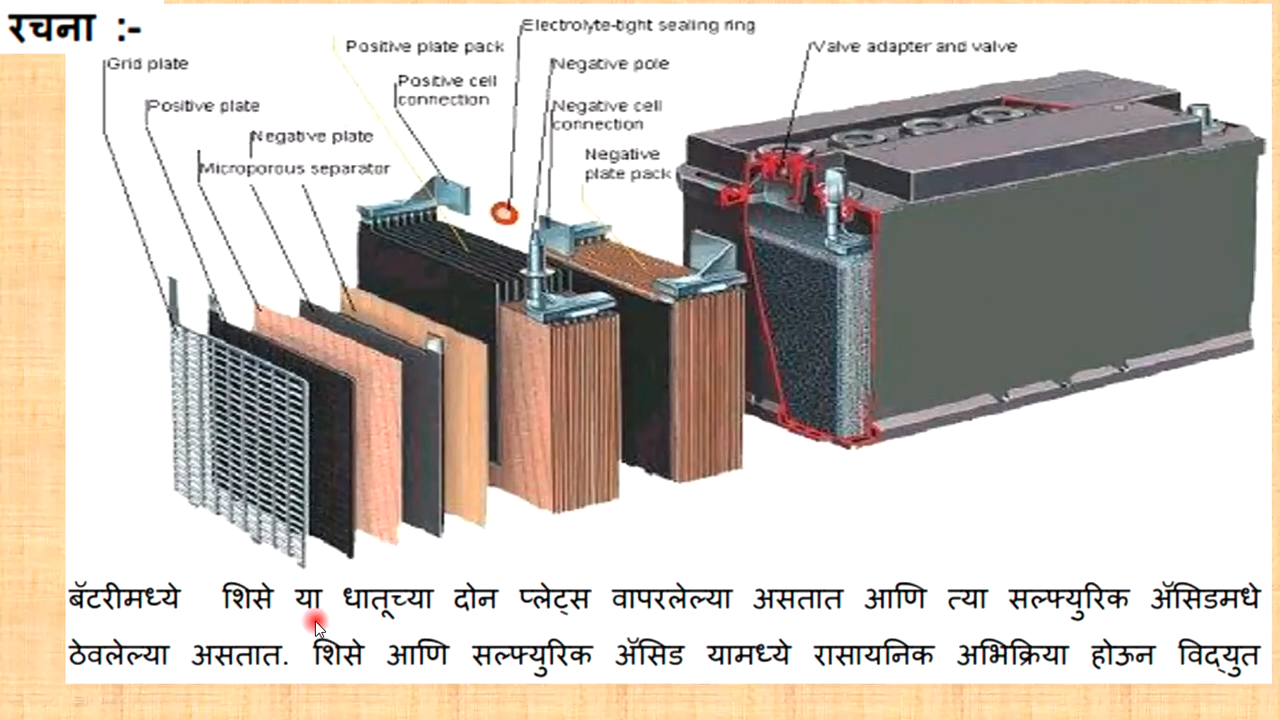 रचना :-
Electrolyte-tight sealing ring
Positive plate pack
Valve adapter and valve
Grid plate
Negative pole
Positive cell
connection
Positive plate
Negative cell
connection
Negative plate
Negative
plate pack
Microporous separator
बॅटरीमध्ये शिसे या धातूच्या दोन प्लेट्स वापरलेल्या असतात आणि त्या सल्फ्युरिक ॲसिडमधे
ठेवलेल्या असतात. शिसे आणि सल्फ्युरिक ॲसिड यामध्ये रासायनिक अभिक्रिया होऊन विद्‌युत